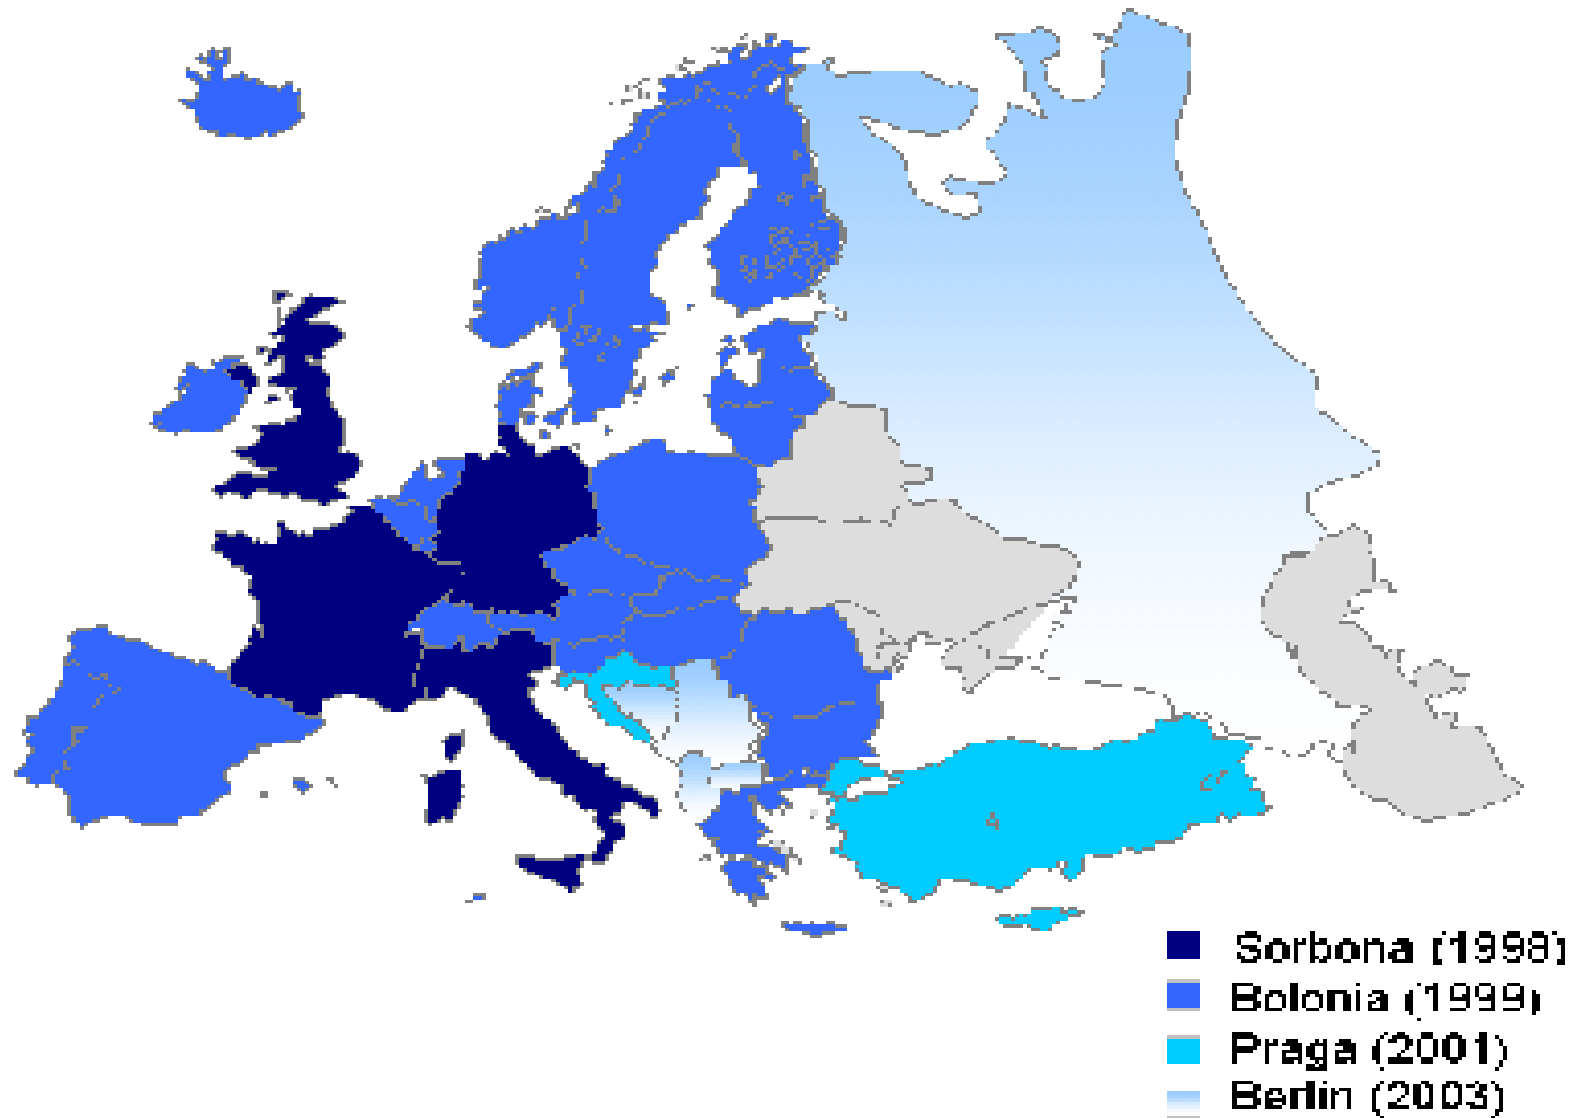 Sorbona (1998)
Bolonia (1999)
Praga (2001)
Berlin (2003)